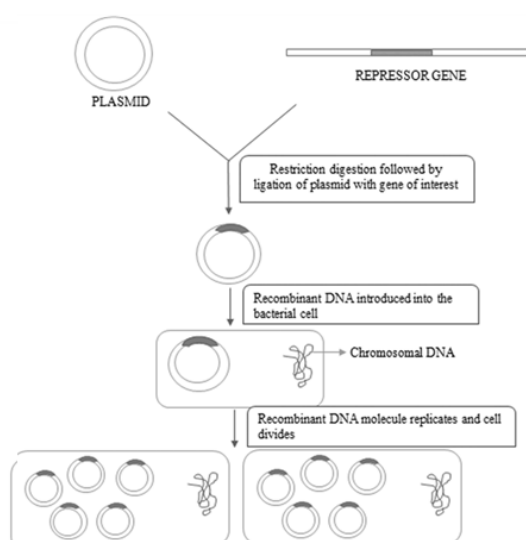 PLASMID
REPRESSOR GENE
Restriction digestion followed by
ligation of plasmid with gene of interest
Recombinant DNA introduced into the
bacterial cell
Chromosomal DNA
Recombinant DNA molecule replicates and cell
divides